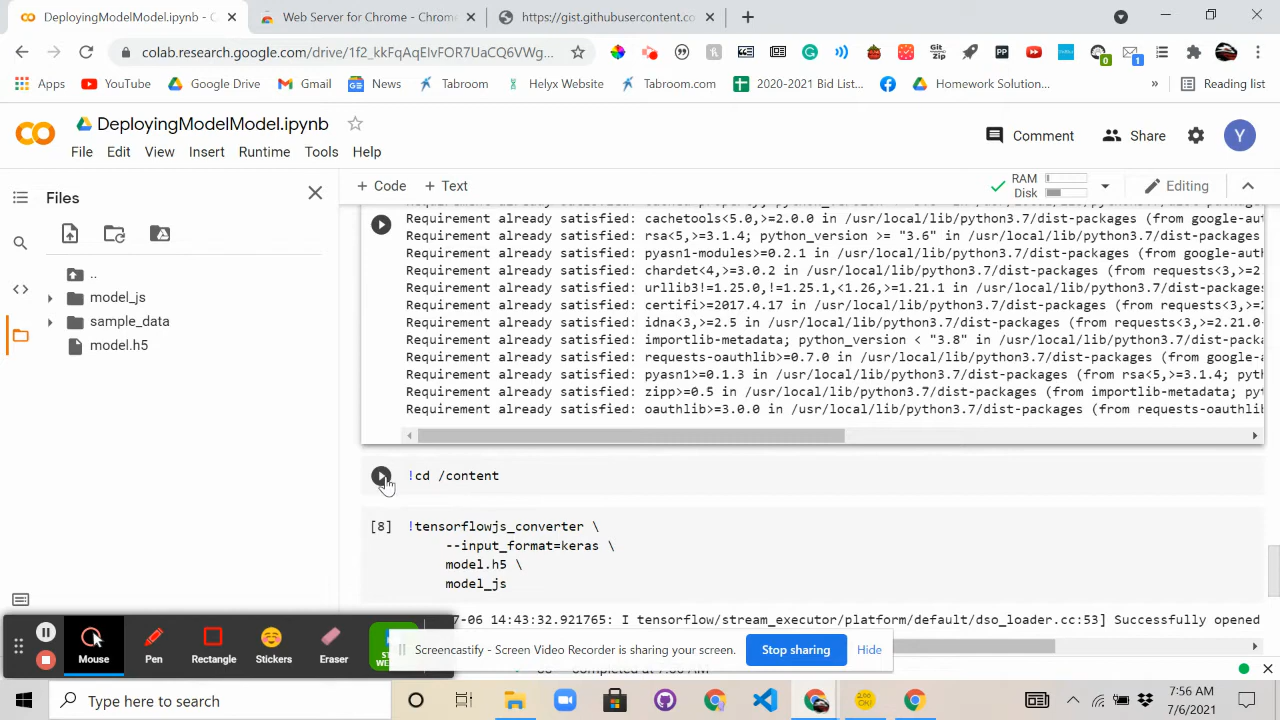 DeployingModelModel.ipynb - C
Web Server for Chrome - Chrom
https://gist.githubusercontent.co
colab.research.google.com/drive/1f2_kkFqAqEIvFOR7UaCQ6VWg...
Apps
YouTube
Google Drive
Gmail
News
Tabroom
Helyx Website
Tabroom.com
2020-2021 Bid List...
Homework Solution...
»
Reading list
DeployingModelModel.ipynb
Comment
Share
Y
File Edit View Insert Runtime Tools Help
Files
+ Code + Text
RAM
Disk
Editing
..
model_js
sample_data
model.h5
Requirement already satisfied: cachetools<5.0,>=2.0.0 in /usr/local/lib/python3.7/dist-packages (from google-au
Requirement already satisfied: rsa<5,>=3.1.4; python_version >= "3.6" in /usr/local/lib/python3.7/dist-packages
Requirement already satisfied: pyasn1-modules>=0.2.1 in /usr/local/lib/python3.7/dist-packages (from google-aut
Requirement already satisfied: chardet<4,>=3.0.2 in /usr/local/lib/python3.7/dist-packages (from requests<3,>=2.
Requirement already satisfied: urllib3!=1.25.0,!=1.25.1,<1.26,>=1.21.1 in /usr/local/lib/python3.7/dist-packages
Requirement already satisfied: certifi>=2017.4.17 in /usr/local/lib/python3.7/dist-packages (from requests<3,>=2
Requirement already satisfied: idna<3,>=2.5 in /usr/local/lib/python3.7/dist-packages (from requests<3,>=2.21.0-
Requirement already satisfied: importlib-metadata; python_version < "3.8" in /usr/local/lib/python3.7/dist-packa
Requirement already satisfied: requests-oauthlib>=0.7.0 in /usr/local/lib/python3.7/dist-packages (from google-a
Requirement already satisfied: pyasn1>=0.1.3 in /usr/local/lib/python3.7/dist-packages (from rsa<5,>=3.1.4; pyth
Requirement already satisfied: zipp>=0.5 in /usr/local/lib/python3.7/dist-packages (from importlib-metadata; pyt
Requirement already satisfied: oauthlib>=3.0.0 in /usr/local/lib/python3.7/dist-packages (from requests-oauthlib
!cd /content
[8] !tensorflowjs_converter \
--input_format=keras \
model.h5 \
model_js
7-06 14:43:32.921765: I tensorflow/stream_executor/platform/default/dso_loader.cc:53] Successfully opened
Mouse
Pen
Rectangle
Stickers
Eraser
Screencastify - Screen Video Recorder is sharing your screen.
Stop sharing
Hide
Type here to search
7:56 AM
7/6/2021